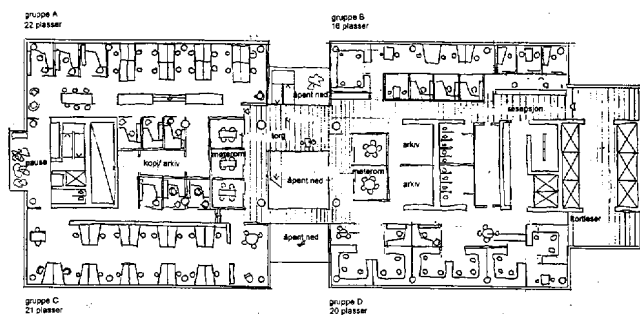 gruppe A
22 plasser
gruppe B
16 plasser
åpent ned
resepsjon
torg
pause
kopi/ arkiv
møterom
arkiv
åpent ned
møterom
arkiv
kortleser
åpent ned
gruppe C
21 plasser
gruppe D
20 plasser